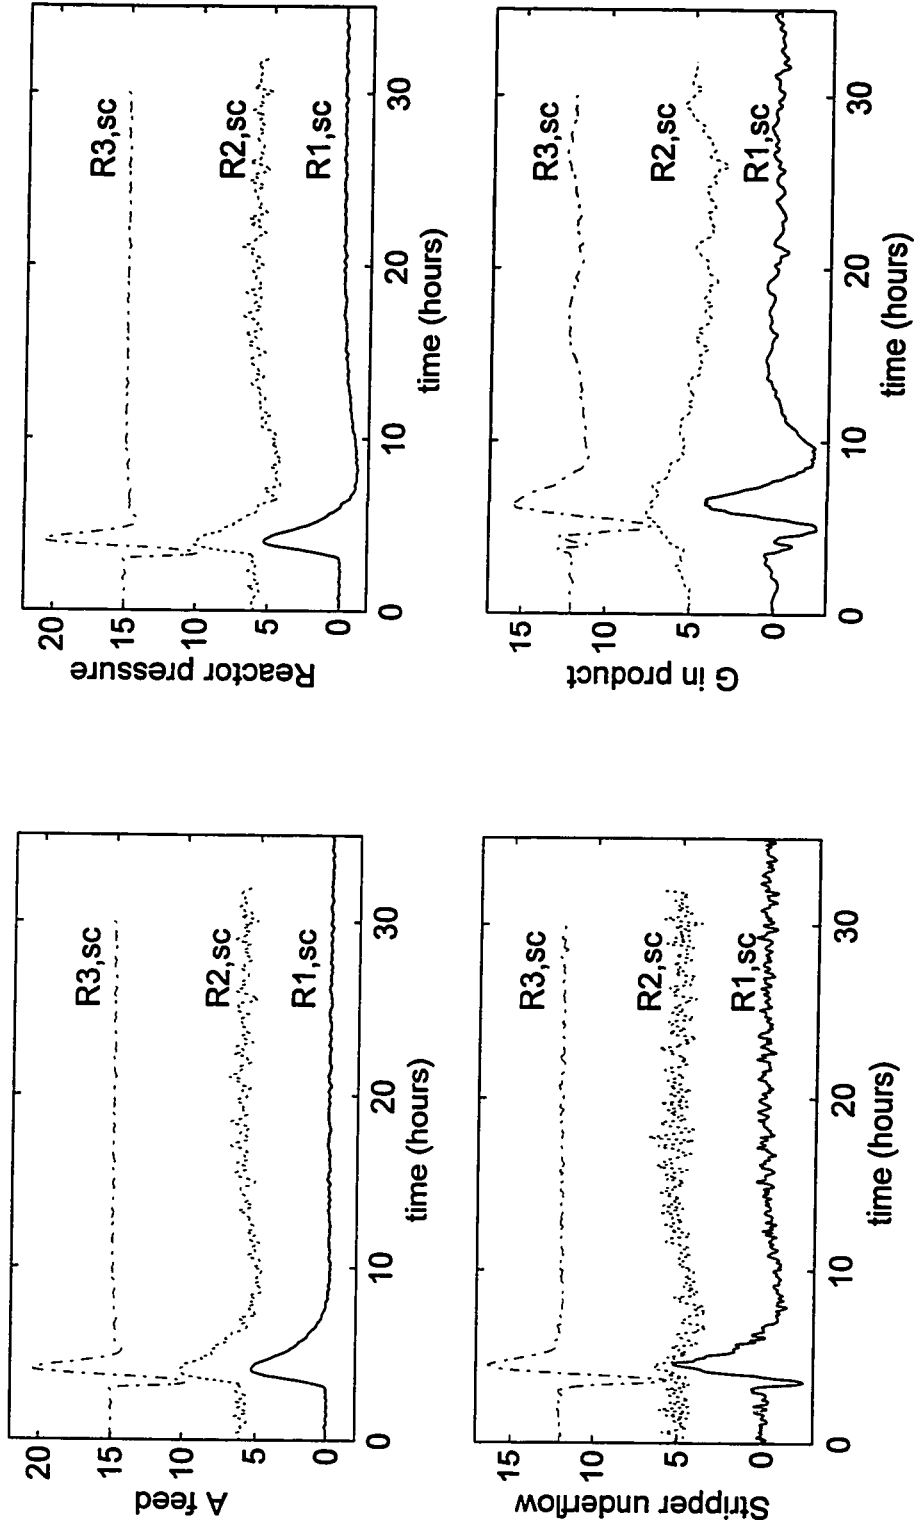 A feed
20
15
10
5
0
R3,sc
R2,sc
R1,sc
0 10 20 30
time (hours)
Reactor pressure
20
15
10
5
0
R3,sc
R2,sc
R1,sc
0 10 20 30
time (hours)
Stripper underflow
15
10
5
0
R3,sc
R2,sc
R1,sc
0 10 20 30
time (hours)
G in product
15
10
5
0
R3,sc
R2,sc
R1,sc
0 10 20 30
time (hours)